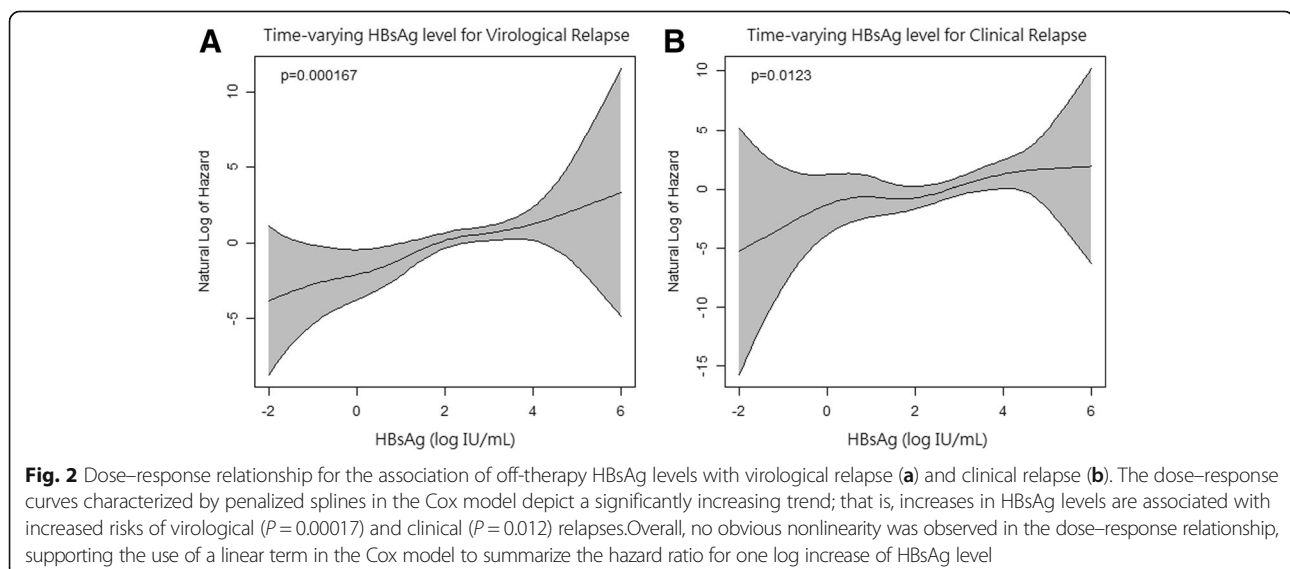 A
Time-varying HBsAg level for Virological Relapse
p=0.000167
Natural Log of Hazard
10
5
0
-5
-2 0 2 4 6
HBsAg (log IU/mL)
B
Time-varying HBsAg level for Clinical Relapse
p=0.0123
Natural Log of Hazard
10
5
0
-5
-10
-15
-2 0 2 4 6
HBsAg (log IU/mL)
Fig. 2 Dose–response relationship for the association of off-therapy HBsAg levels with virological relapse (a) and clinical relapse (b). The dose–response
curves characterized by penalized splines in the Cox model depict a significantly increasing trend; that is, increases in HBsAg levels are associated with
increased risks of virological (P = 0.00017) and clinical (P = 0.012) relapses.Overall, no obvious nonlinearity was observed in the dose–response relationship,
supporting the use of a linear term in the Cox model to summarize the hazard ratio for one log increase of HBsAg level